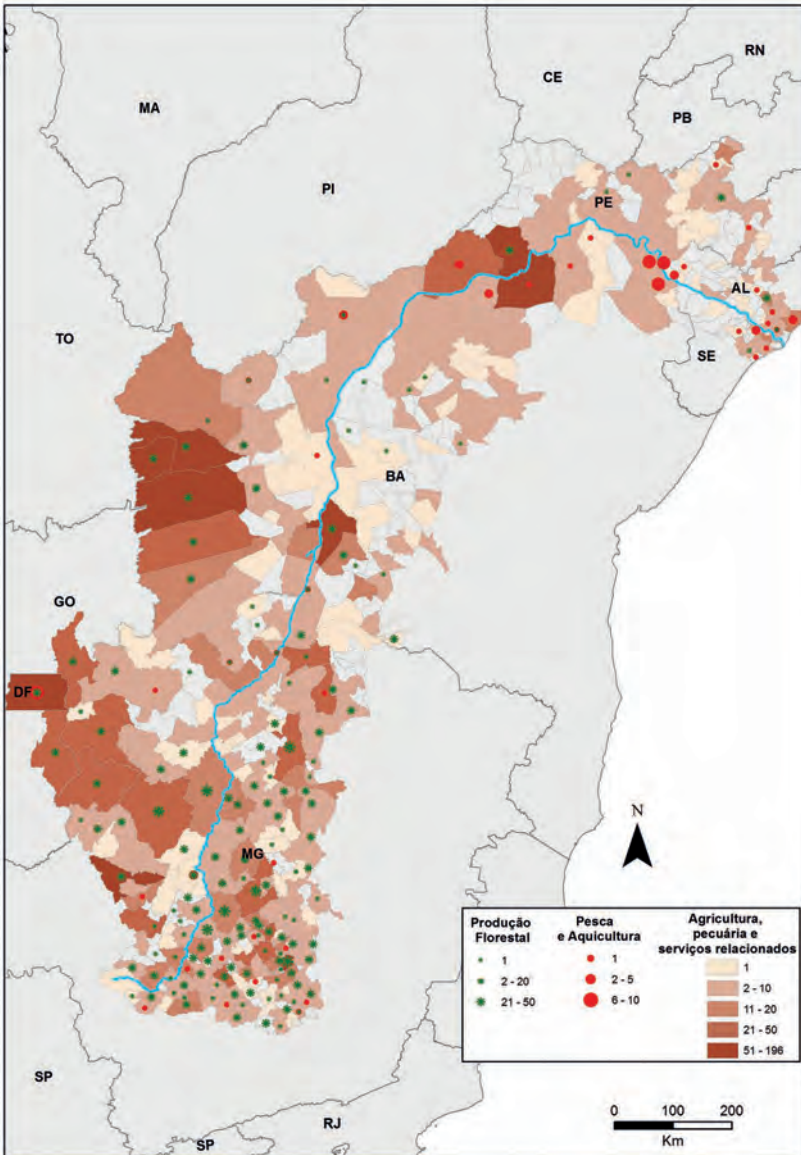 RN
CE
MA
PB
PI
PE
AL
TO
SE
BA
GO
DF
N
MG
Produção
Florestal
1
2 - 20
21 - 50
Pesca
e Aquicultura
1
2 - 5
6 - 10
Agricultura,
pecuária e
serviços relacionados
1
2 - 10
11 - 20
21 - 50
51 - 196
SP
RJ
SP
0 100 200
Km